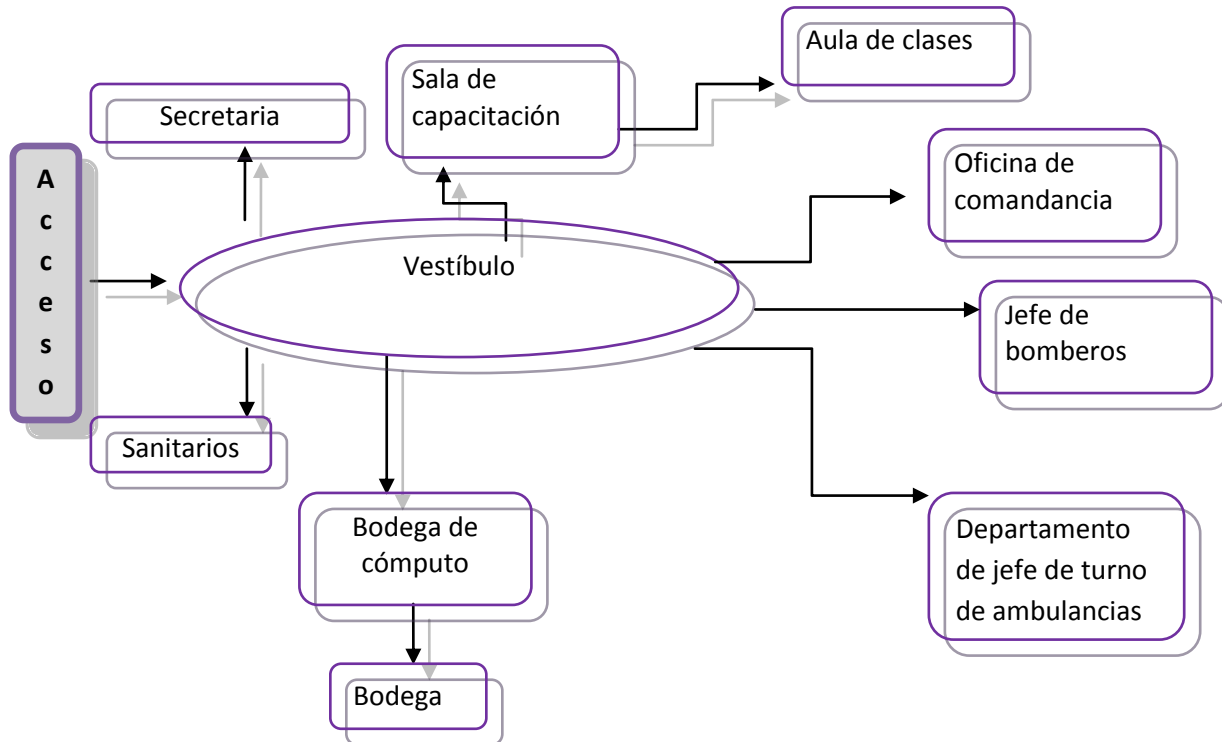 Aula de clases
Sala de
capacitación
Secretaria
Oficina de
comandancia
Acceso
Vestíbulo
Jefe de
bomberos
Sanitarios
Bodega de
cómputo
Departamento
de jefe de turno
de ambulancias
Bodega